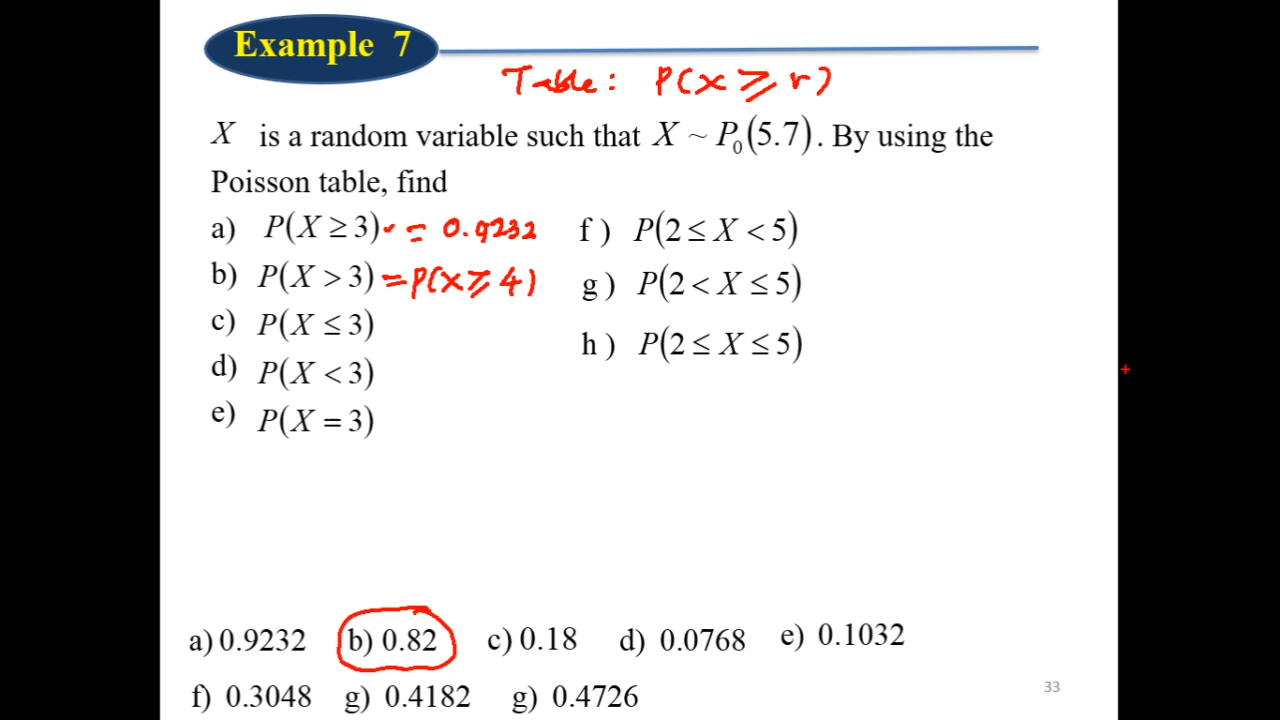 Example 7
Table: P(X ≥ r)
X is a random variable such that X ~ P₀(5.7). By using the
Poisson table, find
a) P(X ≥ 3) = 0.9232
b) P(X > 3) = P(X ≥ 4)
c) P(X ≤ 3)
d) P(X < 3)
e) P(X = 3)
f ) P(2 ≤ X < 5)
g ) P(2 < X ≤ 5)
h ) P(2 ≤ X ≤ 5)
a) 0.9232 b) 0.82 c) 0.18 d) 0.0768 e) 0.1032
f) 0.3048 g) 0.4182 g) 0.4726
33